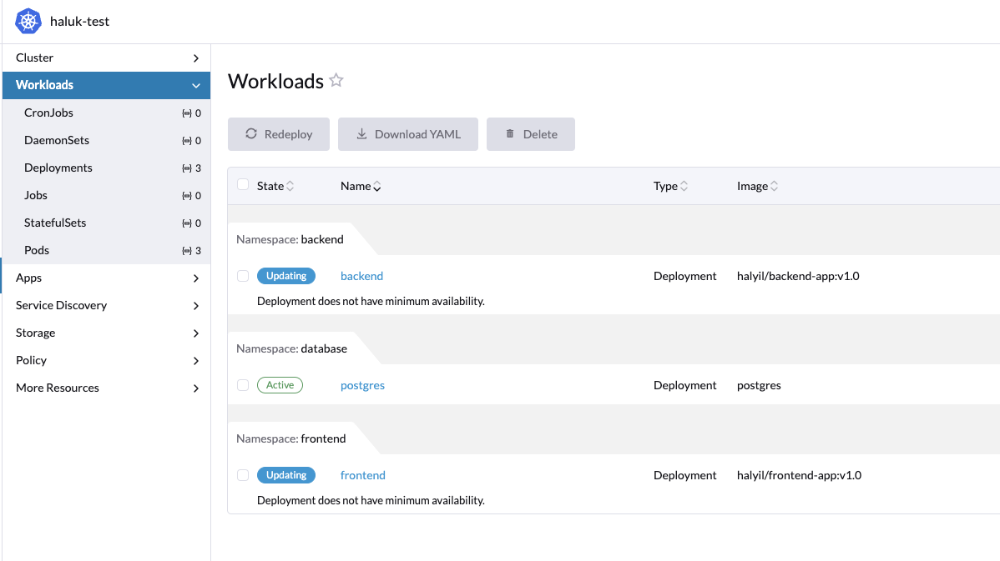 haluk-test
Cluster
Workloads
CronJobs 0
DaemonSets 0
Deployments 3
Jobs 0
StatefulSets 0
Pods 3
Apps
Service Discovery
Storage
Policy
More Resources
Workloads
Redeploy Download YAML Delete
State Name Type Image
Namespace: backend
Updating backend Deployment halyil/backend-app:v1.0
Deployment does not have minimum availability.
Namespace: database
Active postgres Deployment postgres
Namespace: frontend
Updating frontend Deployment halyil/frontend-app:v1.0
Deployment does not have minimum availability.